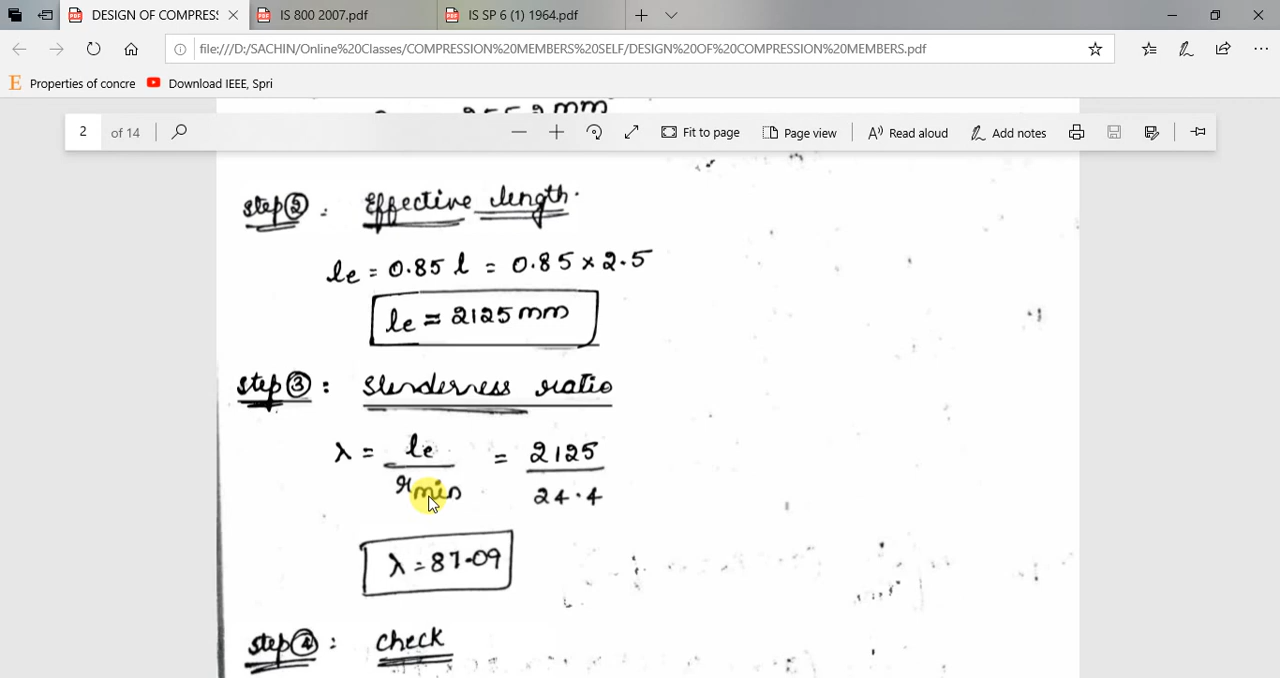 DESIGN OF COMPRESS
IS 800 2007.pdf
IS SP 6 (1) 1964.pdf
file:///D:/SACHIN/Online%20Classes/COMPRESSION%20MEMBERS%20SELF/DESIGN%20OF%20COMPRESSION%20MEMBERS.pdf
E Properties of concre
Download IEEE, Spri
2 of 14
Fit to page
Page view
Read aloud
Add notes
mm
Step ② : Effective length.
le = 0.85 l = 0.85 × 2.5
le = 2125 mm
Step ③ : Slenderness ratio
λ = le / rmin = 2125 / 24.4
λ = 87.09
Step ④ : Check